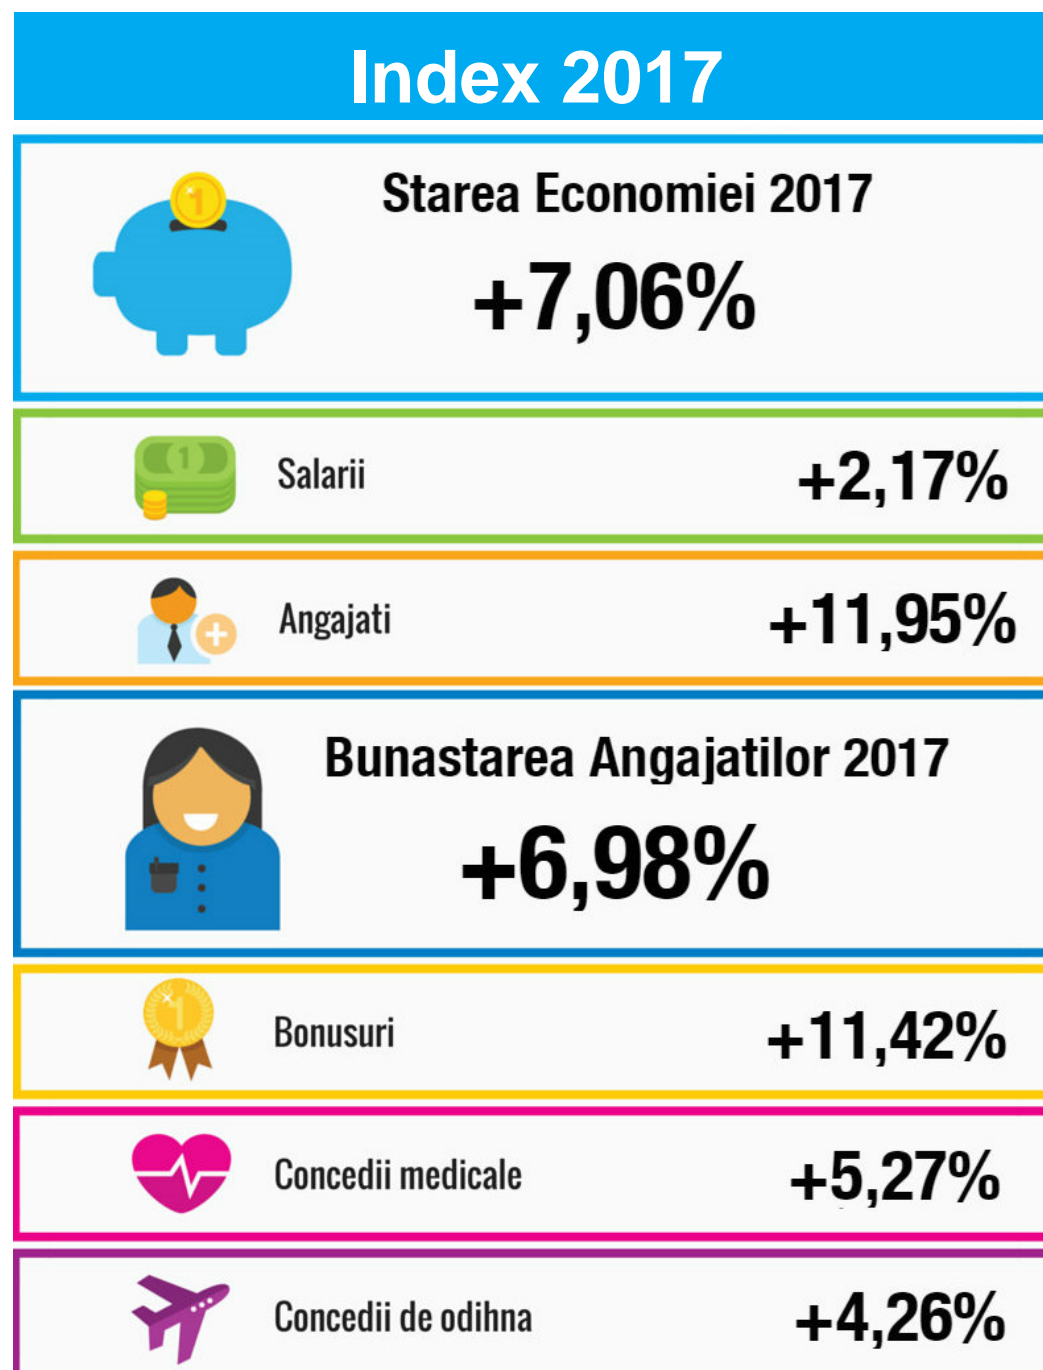 Index 2017
Starea Economiei 2017
+7,06%
Salarii
+2,17%
Angajati
+11,95%
Bunastarea Angajatilor 2017
+6,98%
Bonusuri
+11,42%
Concedii medicale
+5,27%
Concedii de odihna
+4,26%